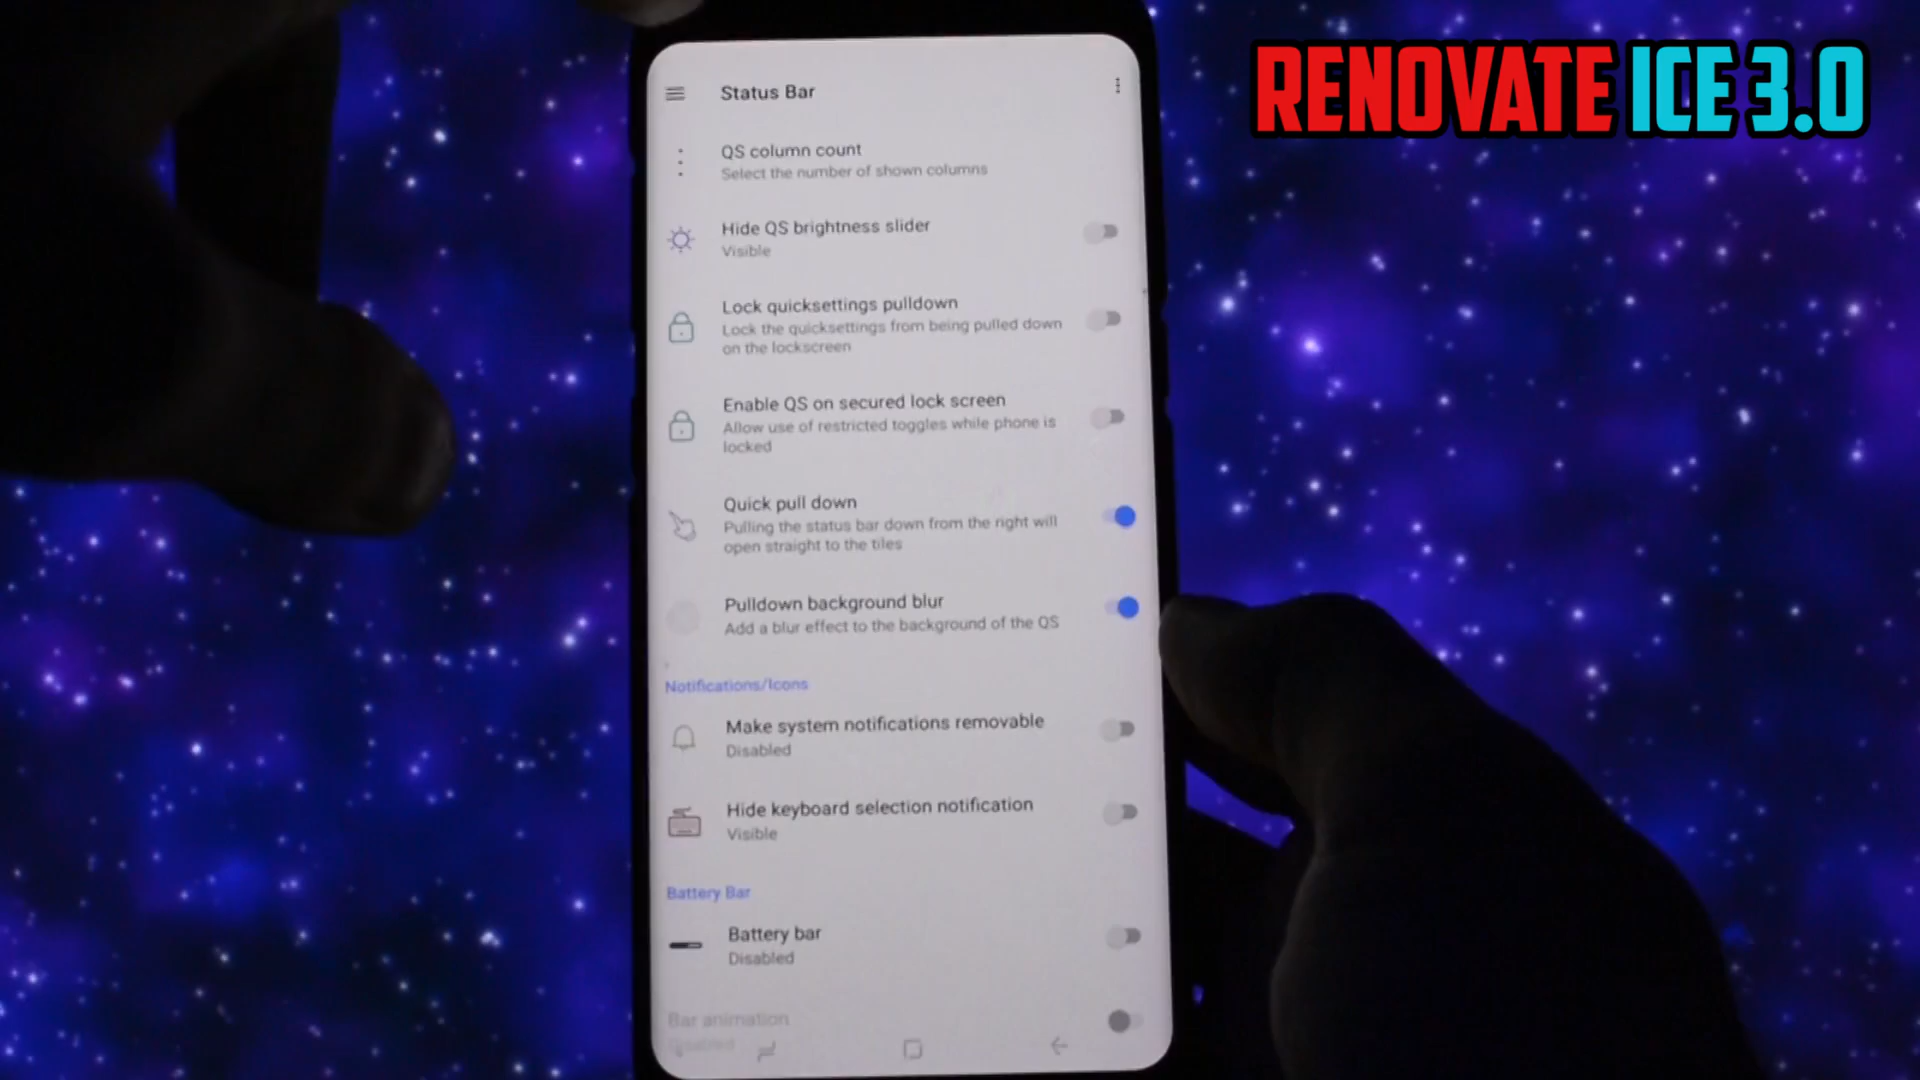 RENOVATE ICE 3.0
Status Bar
QS column count
Select the number of shown columns
Hide QS brightness slider
Visible
Lock quicksettings pulldown
Lock the quicksettings from being pulled down
on the lockscreen
Enable QS on secured lock screen
Allow use of restricted toggles while phone is
locked
Quick pull down
Pulling the status bar down from the right will
open straight to the tiles
Pulldown background blur
Add a blur effect to the background of the QS
Notifications/Icons
Make system notifications removable
Disabled
Hide keyboard selection notification
Visible
Battery Bar
Battery bar
Disabled
Bar animation
Disabled